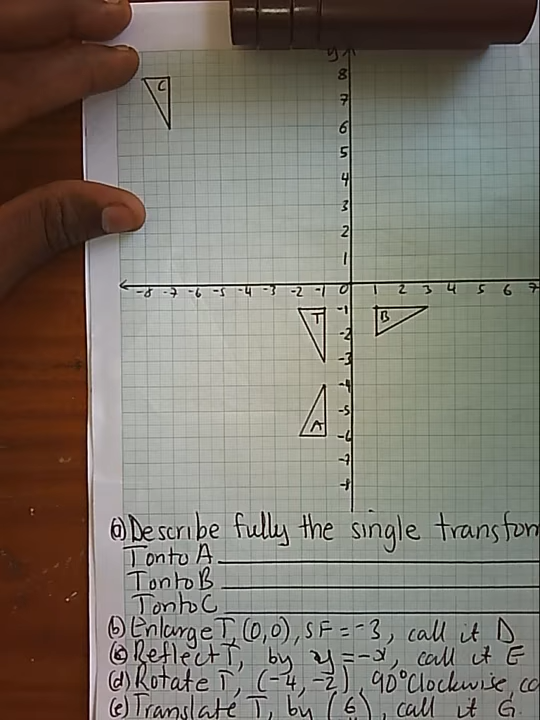 y
8
C
7
6
5
4
3
2
1
-8 -7 -6 -5 -4 -3 -2 -1 0 1 2 3 4 5 6 7
-1
T B
-2
-3
-4
-5
A
-6
-7
-8
(a) Describe fully the single transfor
T onto A
T onto B
T onto C
(b) Enlarge T, (0,0), SF = -3, call it D
(c) Reflect T, by y = -x, call it E
(d) Rotate T, (-4, -2), 90° Clockwise, ca
(e) Translate T, by (6), call it G.